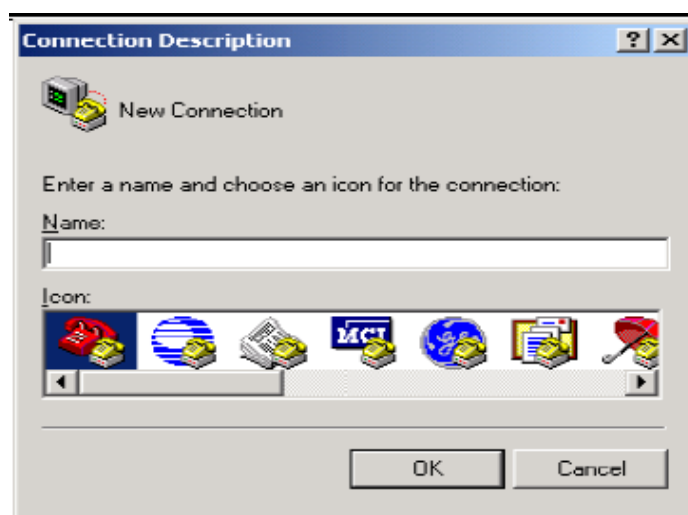 Connection Description
New Connection
Enter a name and choose an icon for the connection:
Name:
Icon:
MCI
OK Cancel